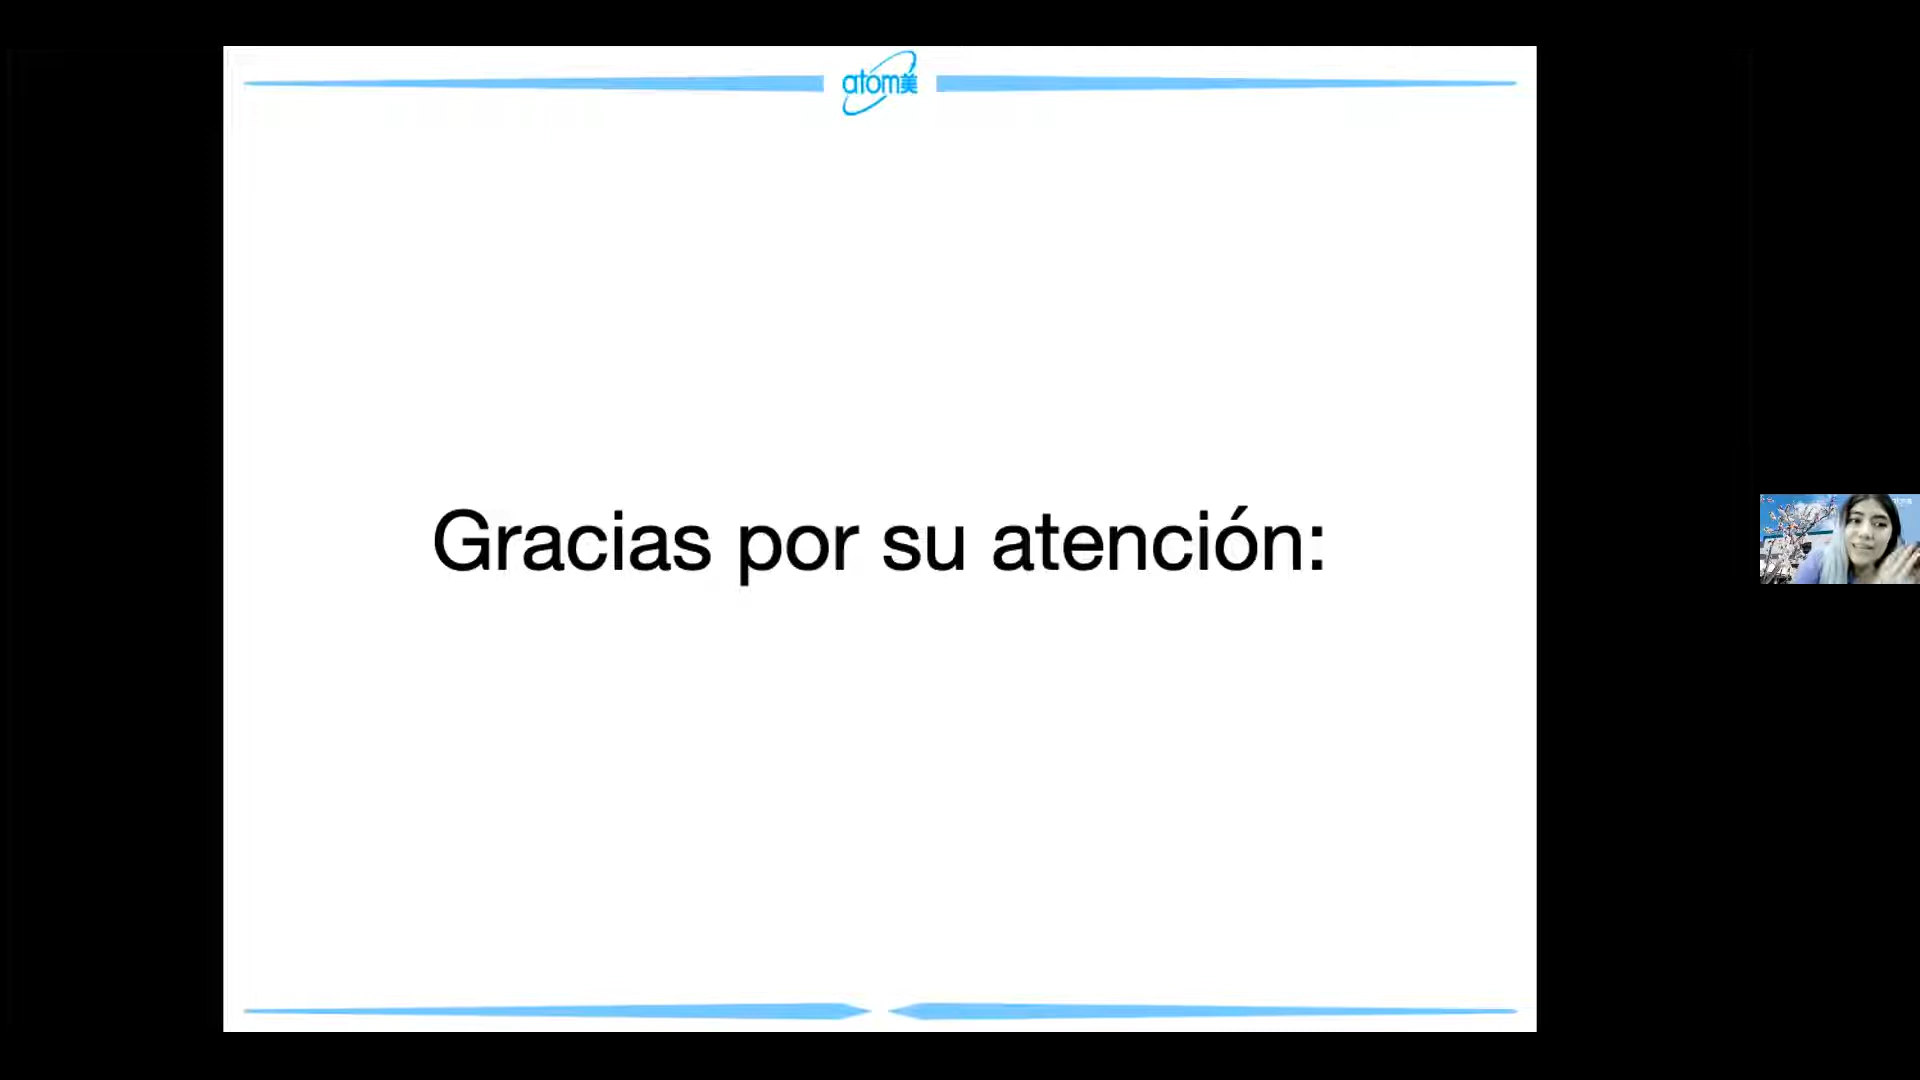 atom美
Gracias por su atención: